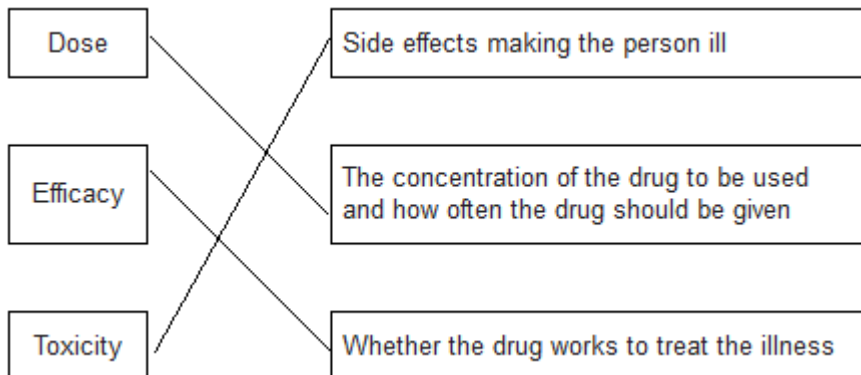 Dose
Side effects making the person ill
Efficacy
The concentration of the drug to be used
and how often the drug should be given
Toxicity
Whether the drug works to treat the illness